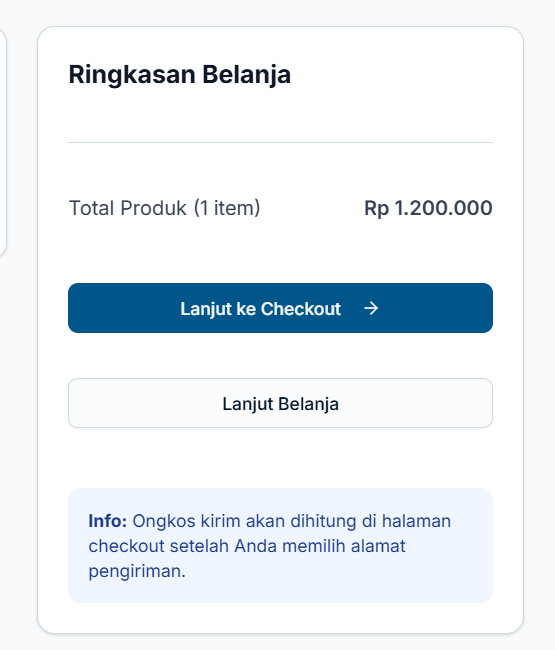 Ringkasan Belanja
Total Produk (1 item) Rp 1.200.000
Lanjut ke Checkout →
Lanjut Belanja
Info: Ongkos kirim akan dihitung di halaman
checkout setelah Anda memilih alamat
pengiriman.